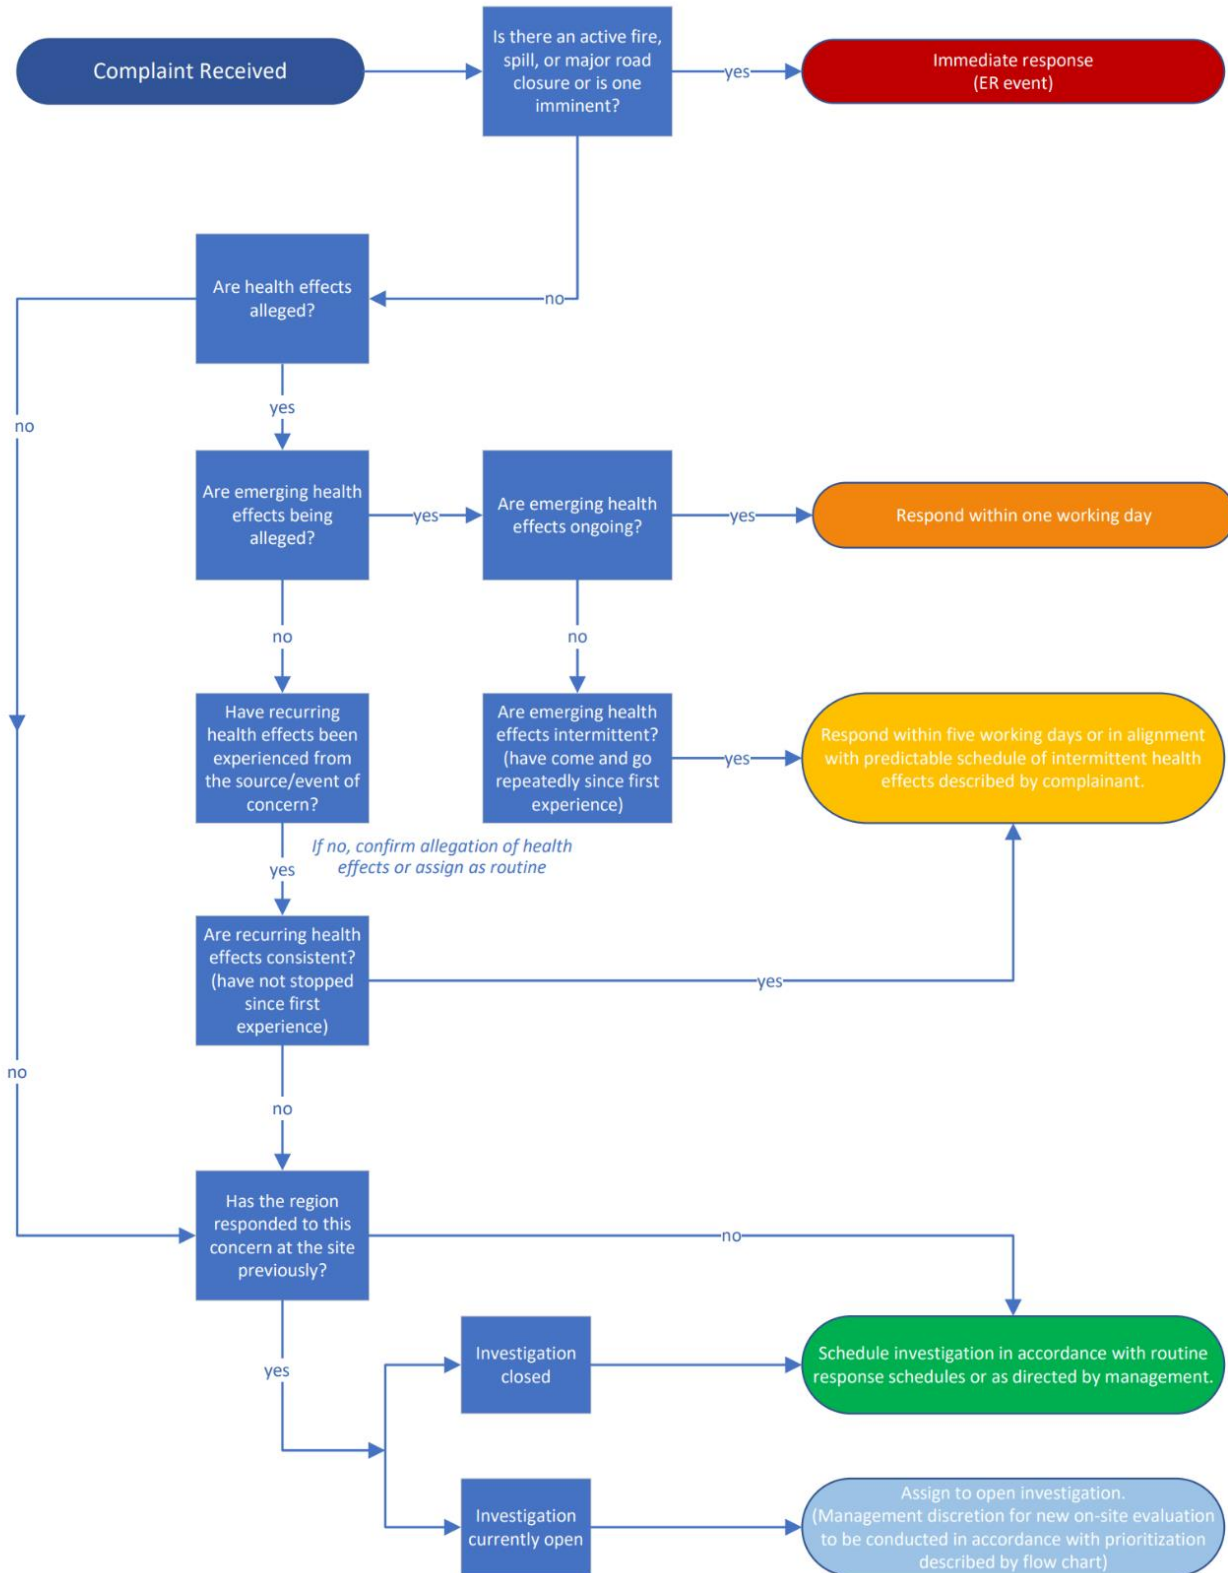 Complaint Received
Is there an active fire,
spill, or major road
closure or is one
imminent?
yes
Immediate response
(ER event)
no
Are health effects
alleged?
no
yes
Are emerging health
effects being
alleged?
yes
Are emerging health
effects ongoing?
yes
Respond within one working day
no
no
Have recurring
health effects been
experienced from
the source/event of
concern?
Are emerging health
effects intermittent?
(have come and go
repeatedly since first
experience)
yes
Respond within five working days or in alignment
with predictable schedule of intermittent health
effects described by complainant.
If no, confirm allegation of health
effects or assign as routine
yes
Are recurring health
effects consistent?
(have not stopped
since first
experience)
yes
no
no
Has the region
responded to this
concern at the site
previously?
no
yes
Investigation
closed
Schedule investigation in accordance with routine
response schedules or as directed by management.
Investigation
currently open
Assign to open investigation.
(Management discretion for new on-site evaluation
to be conducted in accordance with prioritization
described by flow chart)